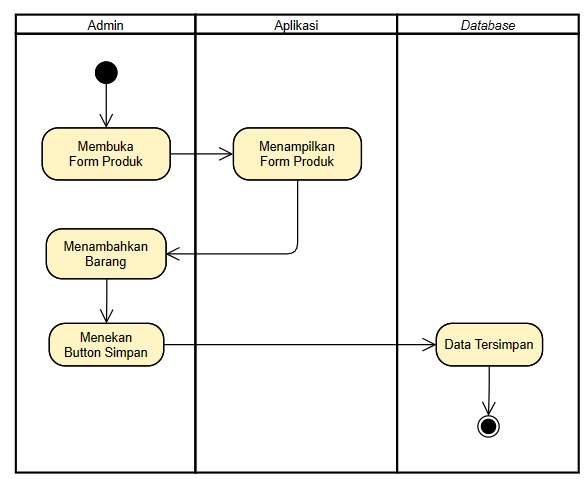 Admin
Aplikasi
Database
Membuka
Form Produk
Menampilkan
Form Produk
Menambahkan
Barang
Menekan
Button Simpan
Data Tersimpan